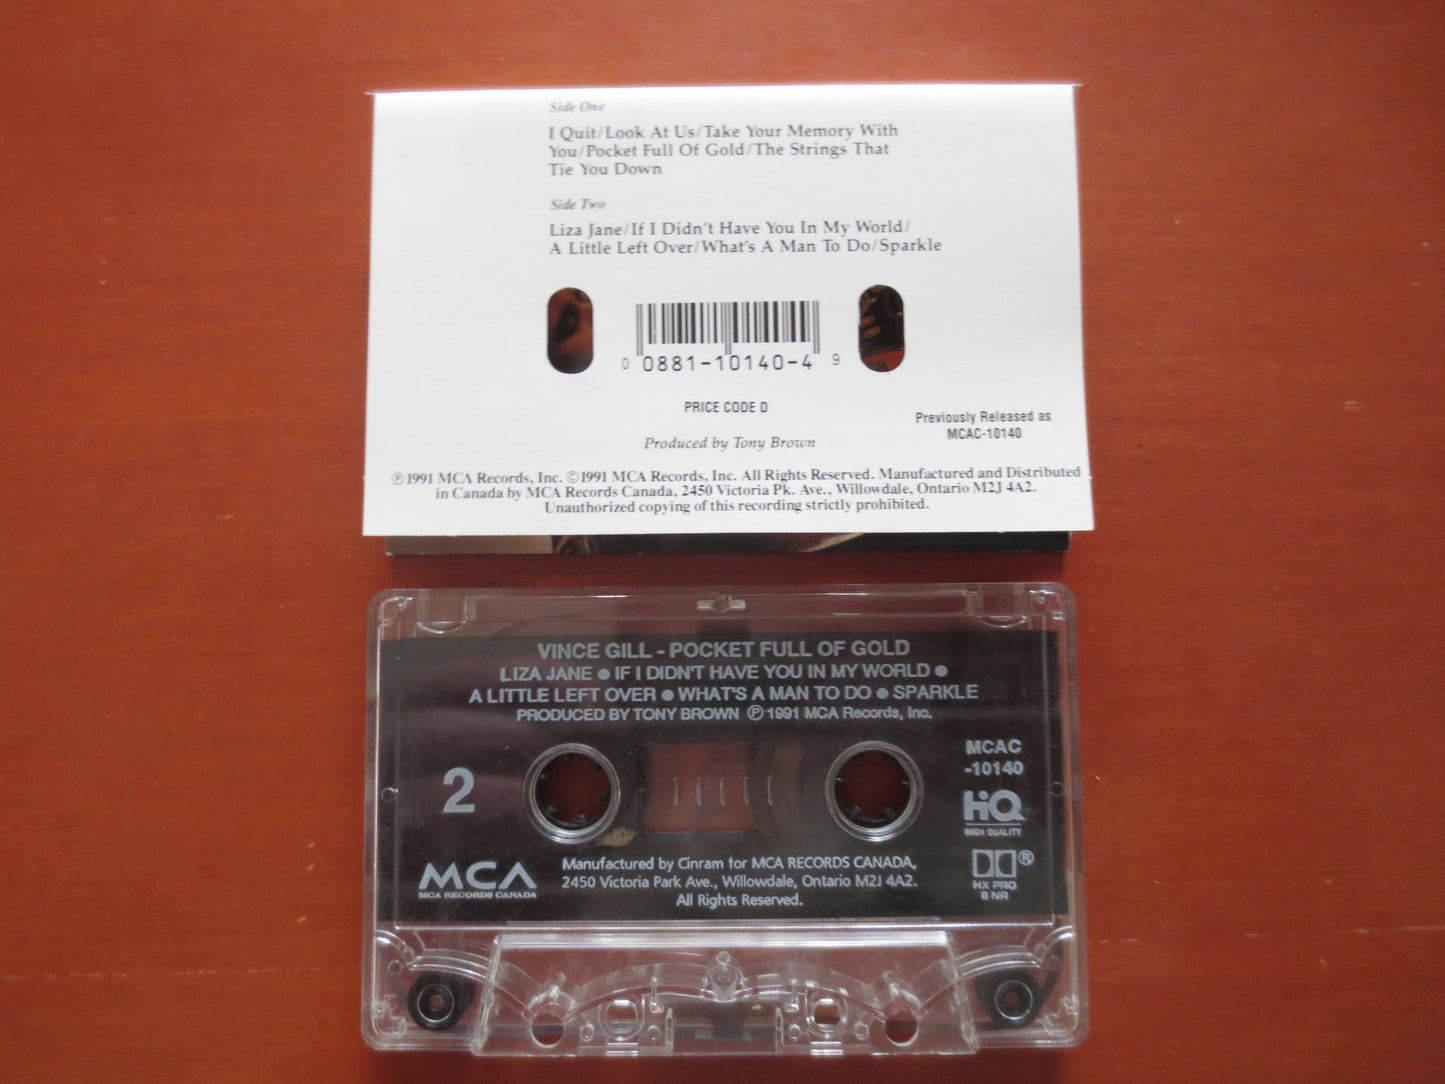 Side One
I Quit/Look At Us/Take Your Memory With
You/Pocket Full Of Gold/The Strings That
Tie You Down
Side Two
Liza Jane/If I Didn't Have You In My World/
A Little Left Over/What's A Man To Do/Sparkle
0 0881-10140-4 9
PRICE CODE D
Previously Released as
MCAC-10140
Produced by Tony Brown
℗ 1991 MCA Records, Inc. ©1991 MCA Records, Inc. All Rights Reserved. Manufactured and Distributed
in Canada by MCA Records Canada, 2450 Victoria Pk. Ave., Willowdale, Ontario M2J 4A2.
Unauthorized copying of this recording strictly prohibited.
VINCE GILL - POCKET FULL OF GOLD
LIZA JANE ● IF I DIDN'T HAVE YOU IN MY WORLD ●
A LITTLE LEFT OVER ● WHAT'S A MAN TO DO ● SPARKLE
PRODUCED BY TONY BROWN ℗ 1991 MCA Records, Inc.
MCAC
-10140
2
HiQ
HIGH QUALITY
MCA
MCA RECORDS CANADA
Manufactured by Cinram for MCA RECORDS CANADA,
2450 Victoria Park Ave., Willowdale, Ontario M2J 4A2.
All Rights Reserved.
®
HX PRO
B NR